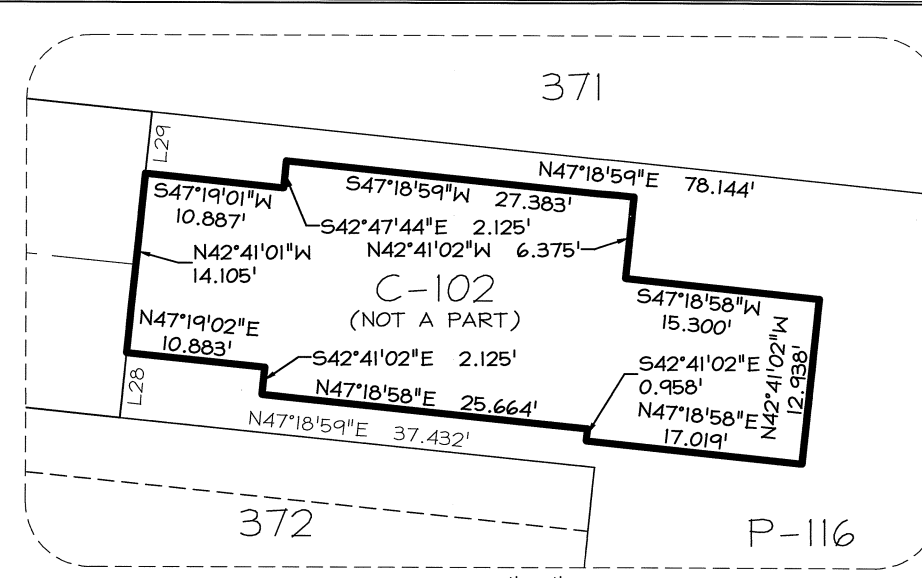 371
L29
N47°18'59"E 78.144'
S47°19'01"W
10.887'
S47°18'59"W 27.383'
S42°47'44"E 2.125'
N42°41'02"W 6.375'
N42°41'01"W
14.105'
C-102
(NOT A PART)
S47°18'58"W
15.300'
N42°41'02"W
12.938'
N47°19'02"E
10.883'
S42°41'02"E 2.125'
S42°41'02"E
0.958'
L28
N47°18'58"E 25.664'
N47°18'58"E
17.019'
N47°18'59"E 37.432'
372
P-116